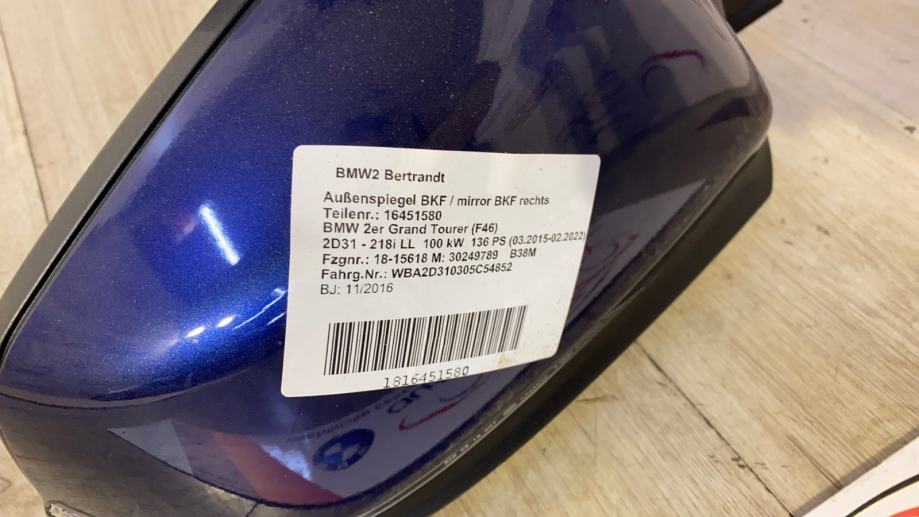 BMW2 Bertrandt
Außenspiegel BKF / mirror BKF rechts
Teilenr.: 16451580
BMW 2er Grand Tourer (F46)
2D31 - 218i LL 100 kW 136 PS (03.2015-02.2022)
Fzgnr.: 18-15618 M: 30249789 B38M
Fahrg.Nr.: WBA2D310305C54852
BJ: 11/2016
1816451580